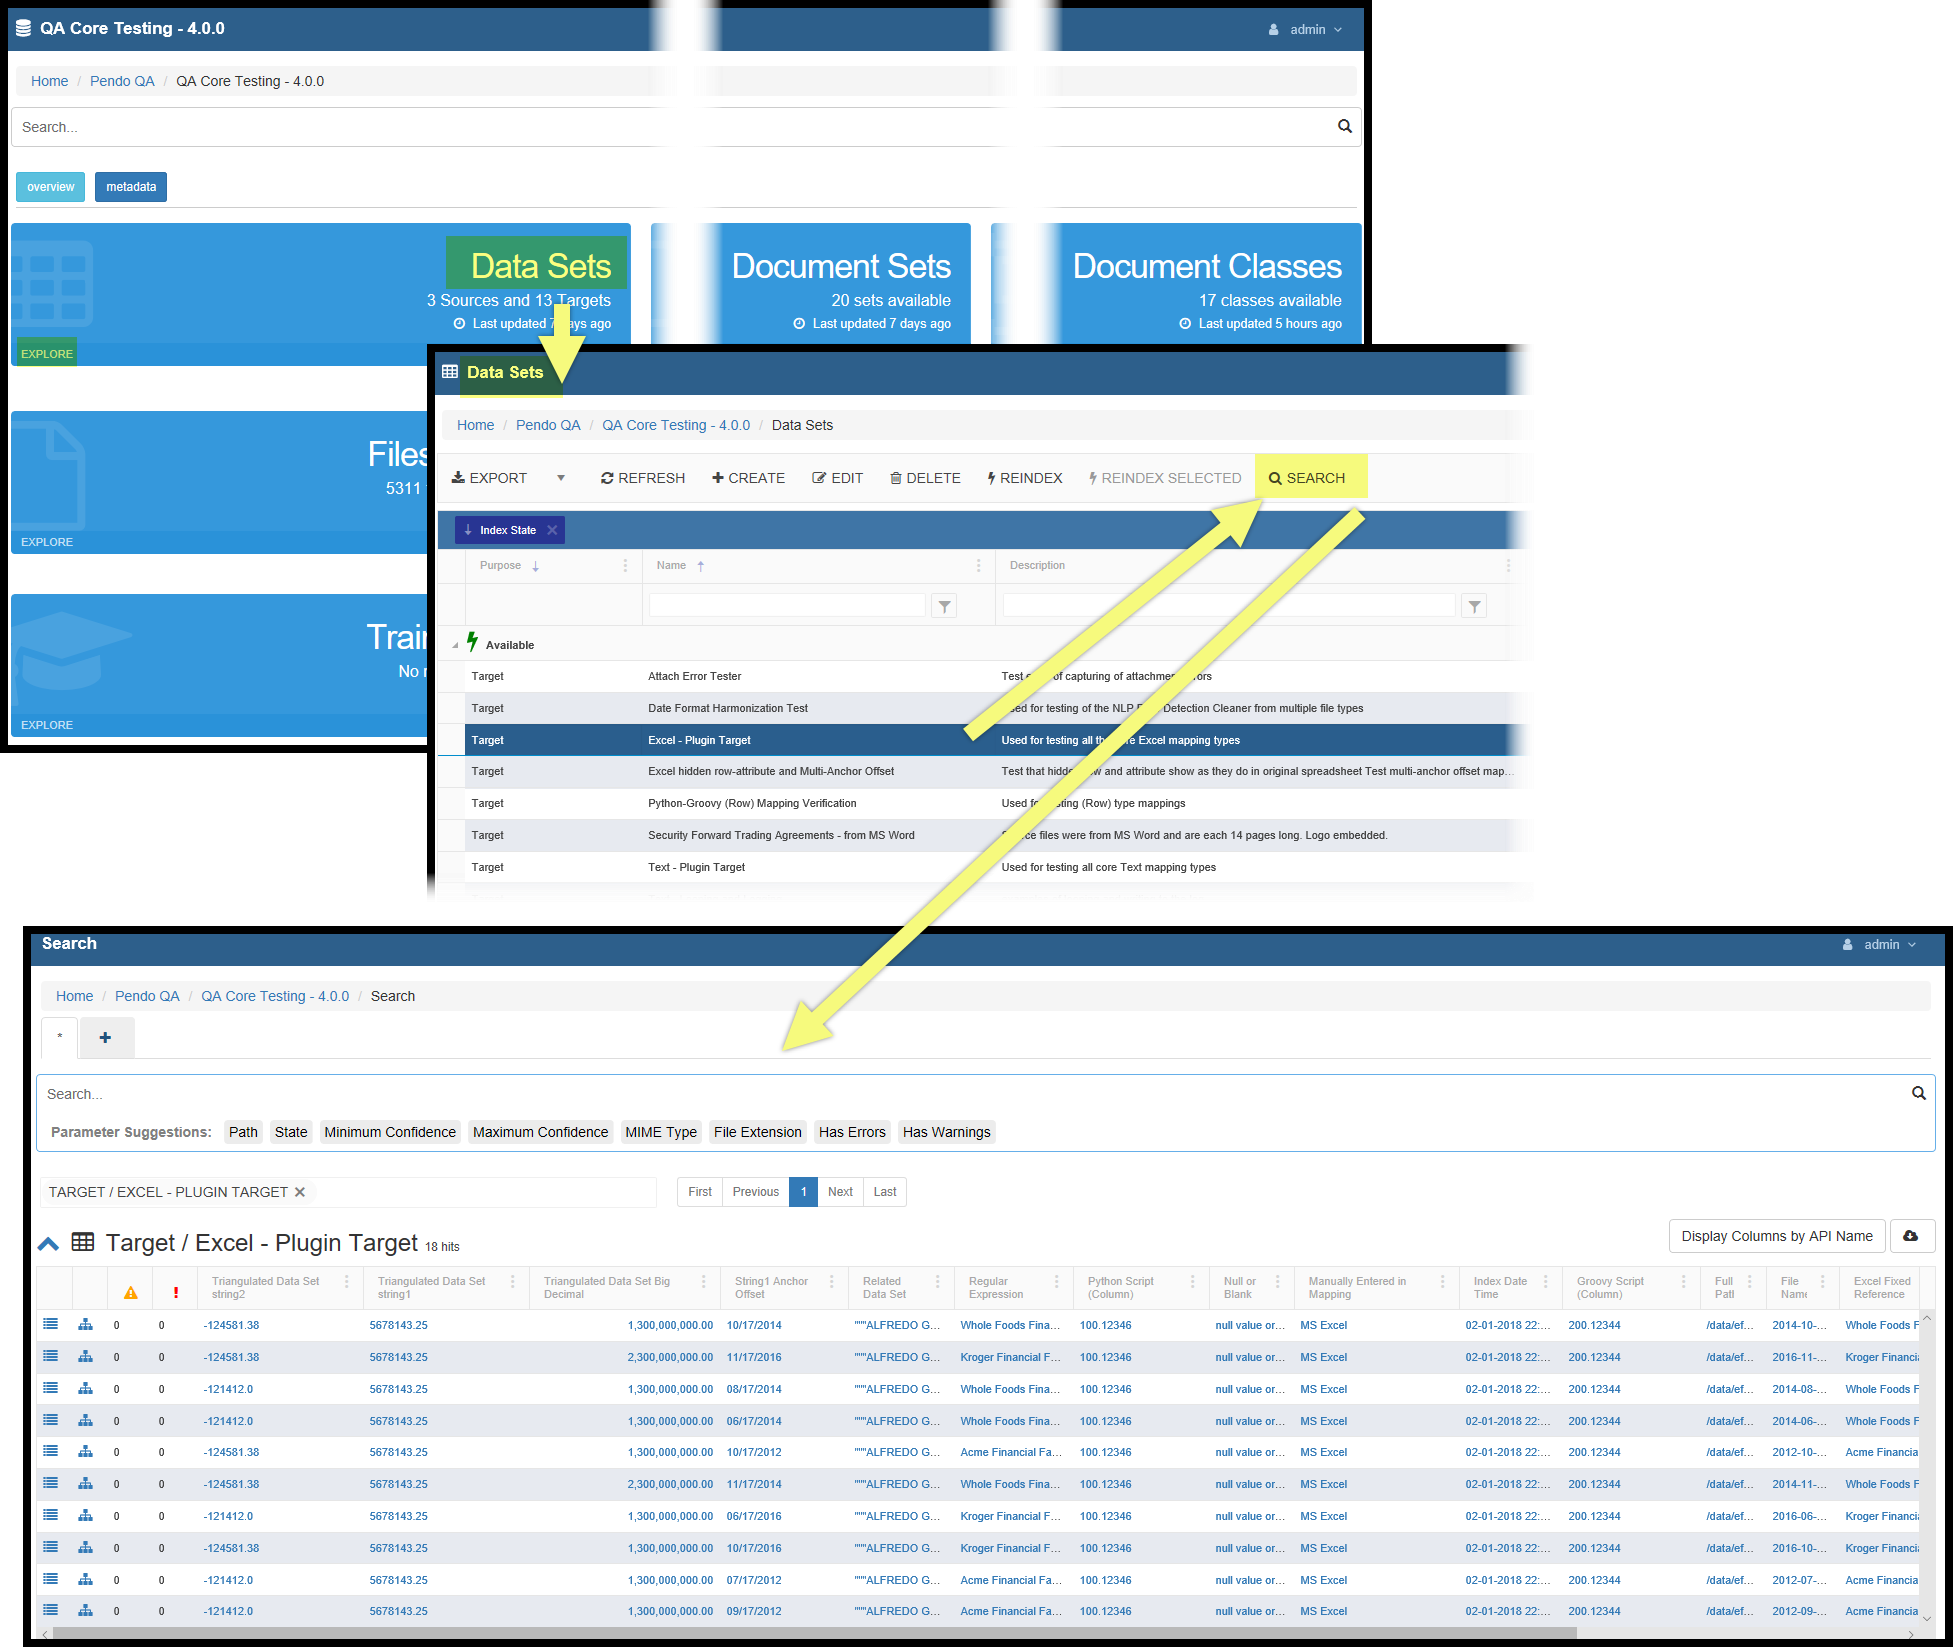 QA Core Testing - 4.0.0
admin
Home / Pendo QA / QA Core Testing - 4.0.0
Search...
overview metadata
Data Sets
3 Sources and 13 Targets
Last updated 7 days ago
EXPLORE
Document Sets
20 sets available
Last updated 7 days ago
Document Classes
17 classes available
Last updated 5 hours ago
Files
5311
EXPLORE
No
EXPLORE
Data Sets
Home / Pendo QA / QA Core Testing - 4.0.0 / Data Sets
EXPORT REFRESH CREATE EDIT DELETE REINDEX REINDEX SELECTED SEARCH
Index State
Purpose Name Description
Available
Target Attach Error Tester Test of capturing of
Target Date Format Harmonization Test Used for testing of the NLP Detection Cleaner from multiple file types
Target Excel - Plugin Target Used for testing all the core Excel mapping types
Target Excel hidden row-attribute and Multi-Anchor Offset Test that hidden row and attribute show as they do in original spreadsheet Test multi-anchor offset map...
Target Python-Groovy (Row) Mapping Verification Used for testing (Row) type mappings
Target Security Forward Trading Agreements - from MS Word Source files were from MS Word and are each 14 pages long. Logo embedded.
Target Text - Plugin Target Used for testing all core Text mapping types
Search
admin
Home / Pendo QA / QA Core Testing - 4.0.0 / Search
*
Search...
Parameter Suggestions: Path State Minimum Confidence Maximum Confidence MIME Type File Extension Has Errors Has Warnings
TARGET / EXCEL - PLUGIN TARGET First Previous 1 Next Last
Target / Excel - Plugin Target 18 hits Display Columns by API Name
Triangulated Data Set string2 Triangulated Data Set string1 Triangulated Data Set Big Decimal String1 Anchor Offset Related Data Set Regular Expression Python Script (Column) Null or Blank Manually Entered in Mapping Index Date Time Groovy Script (Column) Full Path File Name Excel Fixed Reference
0 0 -124581.38 5678143.25 1,300,000,000.00 10/17/2014 """ALFREDO G... Whole Foods Fina... 100.12346 null value or... MS Excel 02-01-2018 22:... 200.12344 /data/ef... 2014-10-... Whole Foods F
0 0 -124581.38 5678143.25 2,300,000,000.00 11/17/2016 """ALFREDO G... Kroger Financial F... 100.12346 null value or... MS Excel 02-01-2018 22:... 200.12344 /data/ef... 2016-11-... Kroger Financia
0 0 -121412.0 5678143.25 1,300,000,000.00 08/17/2014 """ALFREDO G... Whole Foods Fina... 100.12346 null value or... MS Excel 02-01-2018 22:... 200.12344 /data/ef... 2014-08-... Whole Foods F
0 0 -121412.0 5678143.25 1,300,000,000.00 06/17/2014 """ALFREDO G... Whole Foods Fina... 100.12346 null value or... MS Excel 02-01-2018 22:... 200.12344 /data/ef... 2014-06-... Whole Foods F
0 0 -124581.38 5678143.25 1,300,000,000.00 10/17/2012 """ALFREDO G... Acme Financial Fa... 100.12346 null value or... MS Excel 02-01-2018 22:... 200.12344 /data/ef... 2012-10-... Acme Financia
0 0 -124581.38 5678143.25 2,300,000,000.00 11/17/2014 """ALFREDO G... Whole Foods Fina... 100.12346 null value or... MS Excel 02-01-2018 22:... 200.12344 /data/ef... 2014-11-... Whole Foods F
0 0 -121412.0 5678143.25 1,300,000,000.00 06/17/2016 """ALFREDO G... Kroger Financial F... 100.12346 null value or... MS Excel 02-01-2018 22:... 200.12344 /data/ef... 2016-06-... Kroger Financia
0 0 -124581.38 5678143.25 1,300,000,000.00 10/17/2016 """ALFREDO G... Kroger Financial F... 100.12346 null value or... MS Excel 02-01-2018 22:... 200.12344 /data/ef... 2016-10-... Kroger Financia
0 0 -121412.0 5678143.25 1,300,000,000.00 07/17/2012 """ALFREDO G... Acme Financial Fa... 100.12346 null value or... MS Excel 02-01-2018 22:... 200.12344 /data/ef... 2012-07-... Acme Financia
0 0 -121412.0 5678143.25 1,300,000,000.00 09/17/2012 """ALFREDO G... Acme Financial Fa... 100.12346 null value or... MS Excel 02-01-2018 22:... 200.12344 /data/ef... 2012-09-... Acme Financia